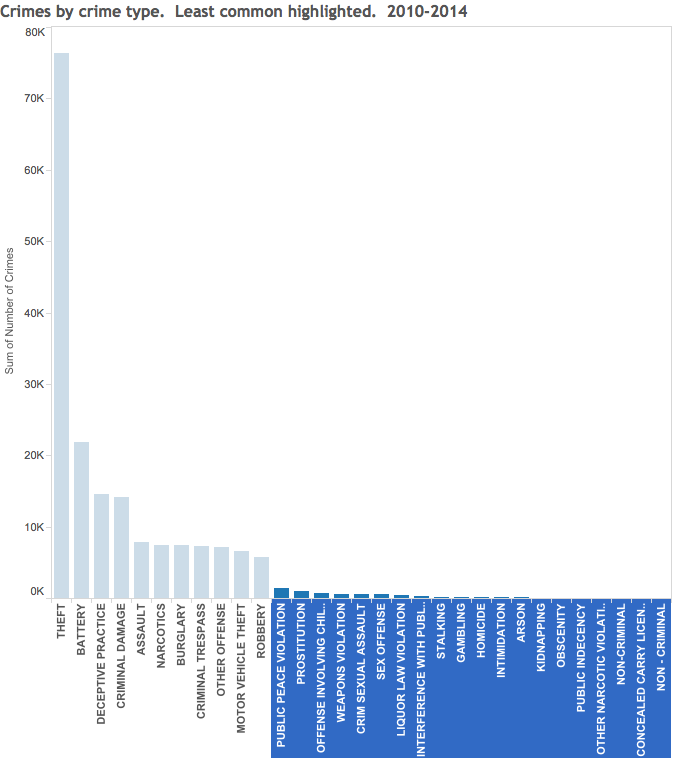 Crimes by crime type.  Least common highlighted.  2010-2014
80K
70K
60K
50K
40K
30K
20K
10K
0K
Sum of Number of Crimes
THEFT
BATTERY
DECEPTIVE PRACTICE
CRIMINAL DAMAGE
ASSAULT
NARCOTICS
BURGLARY
CRIMINAL TRESPASS
OTHER OFFENSE
MOTOR VEHICLE THEFT
ROBBERY
PUBLIC PEACE VIOLATION
PROSTITUTION
OFFENSE INVOLVING CHIL..
WEAPONS VIOLATION
CRIM SEXUAL ASSAULT
SEX OFFENSE
LIQUOR LAW VIOLATION
INTERFERENCE WITH PUBL..
STALKING
GAMBLING
HOMICIDE
INTIMIDATION
ARSON
KIDNAPPING
OBSCENITY
PUBLIC INDECENCY
OTHER NARCOTIC VIOLATI..
NON-CRIMINAL
CONCEALED CARRY LICEN..
NON - CRIMINAL